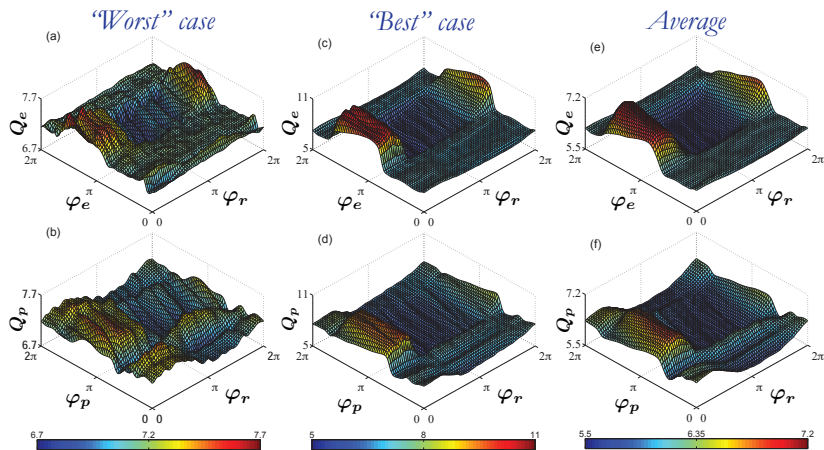 “Worst” case
“Best” case
Average
(a)
7.7
Qe
6.7
2π
π
φe
0 0
π
φr
2π
(c)
11
Qe
5
2π
π
φe
0 0
π
φr
2π
(e)
7.2
Qe
5.5
2π
π
φe
0 0
π
φr
2π
(b)
7.7
Qp
6.7
2π
π
φp
0 0
π
φr
2π
(d)
11
Qp
5
2π
π
φp
0 0
π
φr
2π
(f)
7.2
Qp
5.5
2π
π
φp
0 0
π
φr
2π
6.7 7.2 7.7
5 8 11
5.5 6.35 7.2